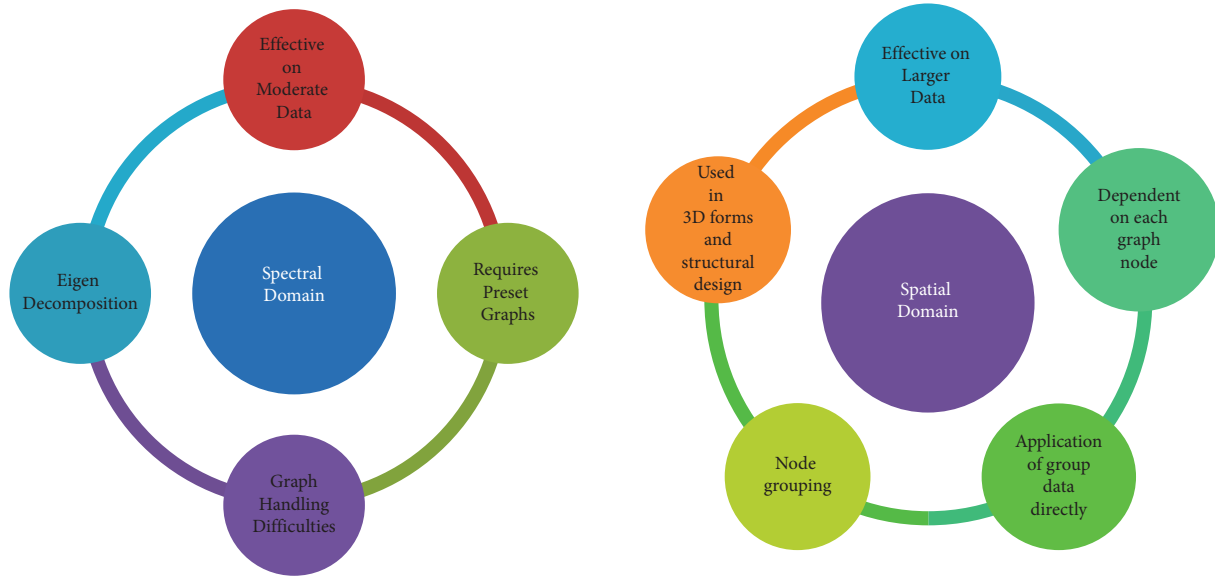 Effective
on
Moderate
Data
Requires
Preset
Graphs
Graph
Handling
Difficulties
Eigen
Decomposition
Spectral
Domain
Effective on
Larger
Data
Dependent
on each
graph
node
Application
of group
data
directly
Node
grouping
Used
in
3D forms
and
structural
design
Spatial
Domain